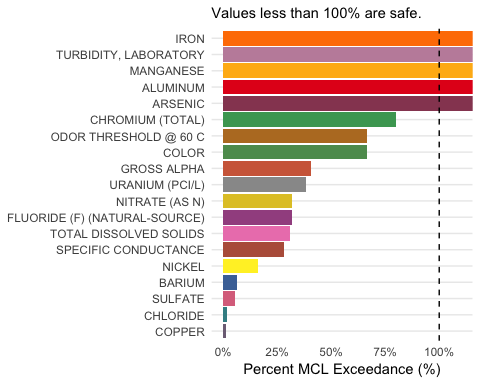 Values less than 100% are safe.
IRON
TURBIDITY, LABORATORY
MANGANESE
ALUMINUM
ARSENIC
CHROMIUM (TOTAL)
ODOR THRESHOLD @ 60 C
COLOR
GROSS ALPHA
URANIUM (PCI/L)
NITRATE (AS N)
FLUORIDE (F) (NATURAL-SOURCE)
TOTAL DISSOLVED SOLIDS
SPECIFIC CONDUCTANCE
NICKEL
BARIUM
SULFATE
CHLORIDE
COPPER
0% 25% 50% 75% 100%
Percent MCL Exceedance (%)